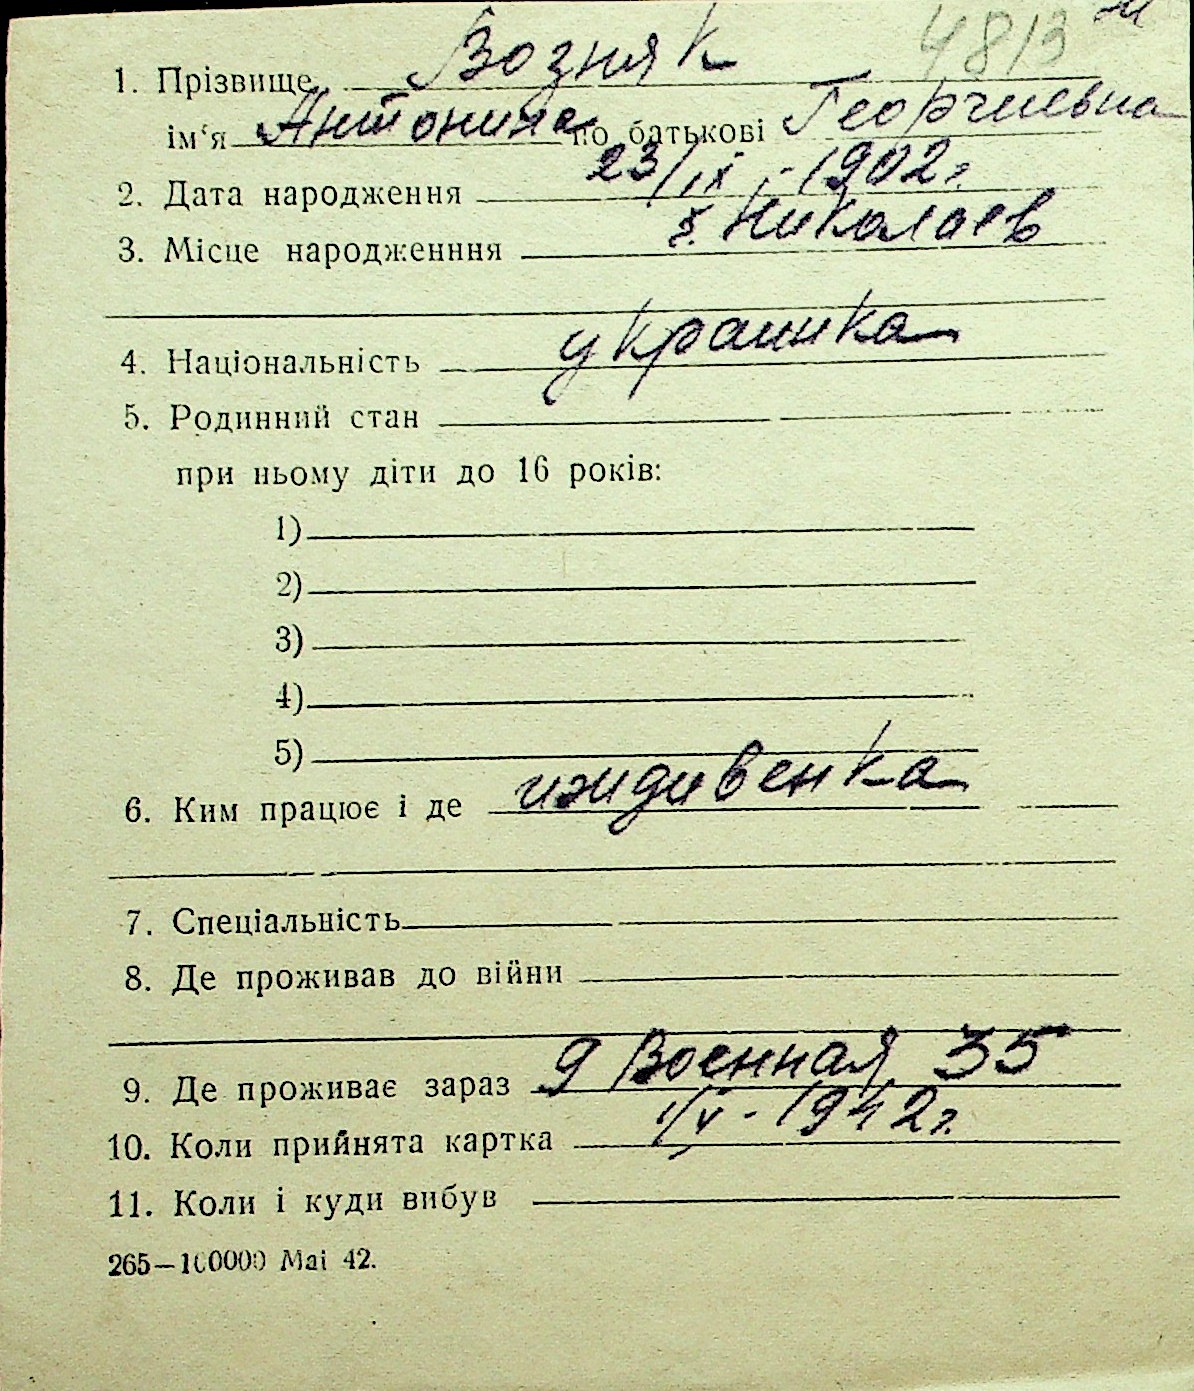 4813 м
1. Прізвище Возняк
ім‘я Антонина по батькові Георгиевна
2. Дата народження 23/IX - 1902 г.
3. Місце народженння г. Николаев
4. Національність украинка
5. Родинний стан
при ньому діти до 16 років:
1)
2)
3)
4)
5)
6. Ким працює і де иждивенка
7. Спеціальність
8. Де проживав до війни
9. Де проживає зараз 9 Военная 35
10. Коли прийнята картка 1/V - 1942 г.
11. Коли і куди вибув
265—100000 Mai 42.